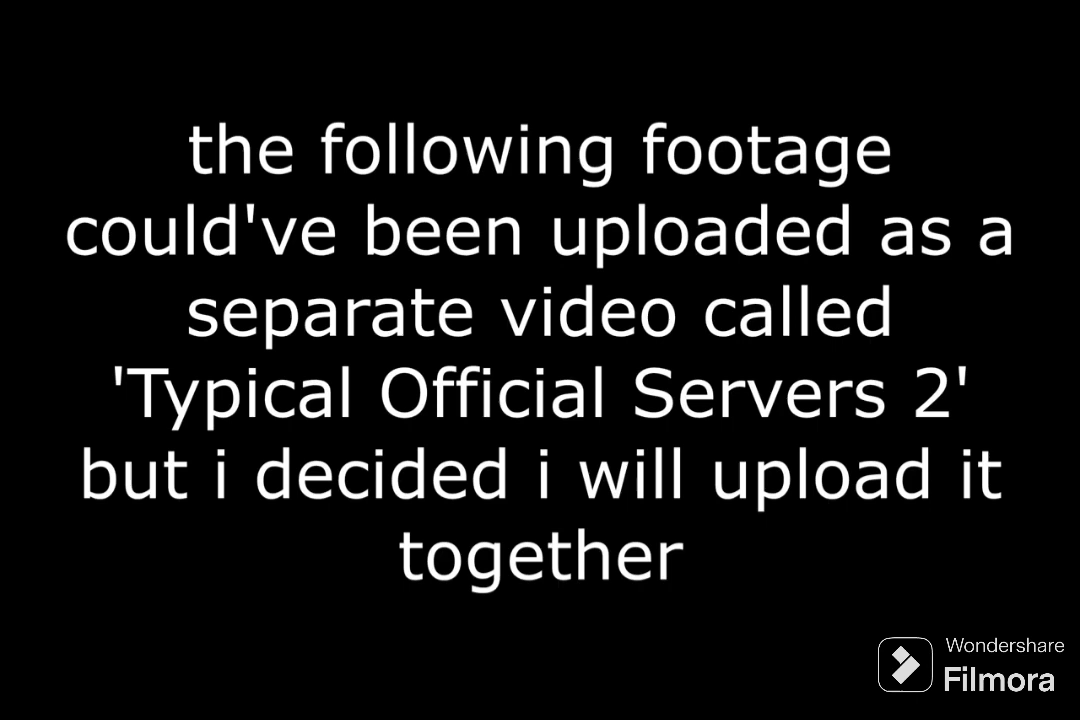 the following footage
could've been uploaded as a
separate video called
'Typical Official Servers 2'
but i decided i will upload it
together
Wondershare
Filmora